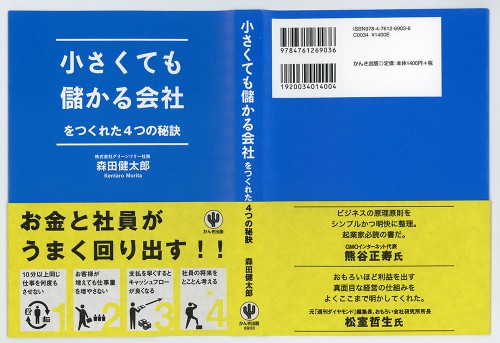 小さくても
儲かる会社
をつくれた4つの秘訣
株式会社グリーンツリー社長
森田健太郎
Kentaro Morita
かんき出版
お金と社員が
うまく回り出す！！
10分以上同じ
仕事を何度も
させない
1
お客様が
増えても仕事量
を増やさない
2
支払を早くすると
キャッシュフロー
が良くなる
3
社員の将来を
とことん考える
4
小さくても儲かる会社をつくれた4つの秘訣
森田健太郎
かんき出版
6903
ISBN978-4-7612-6903-6
C0034 ¥1400E
かんき出版◎定価:本体1400円+税
9784761269036
1920034014004
ビジネスの原理原則を
シンプルかつ明快に整理。
起業家必読の書だ。
GMOインターネット代表
熊谷正寿氏
おもろいほど利益を出す
真面目な経営の仕組みを
よくここまで明かしてくれた。
元『週刊ダイヤモンド』編集長、おもろい会社研究所所長
松室哲生氏